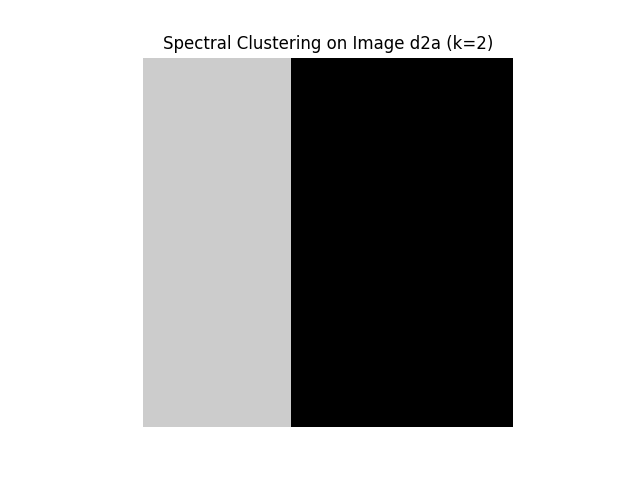 Spectral Clustering on Image d2a (k=2)